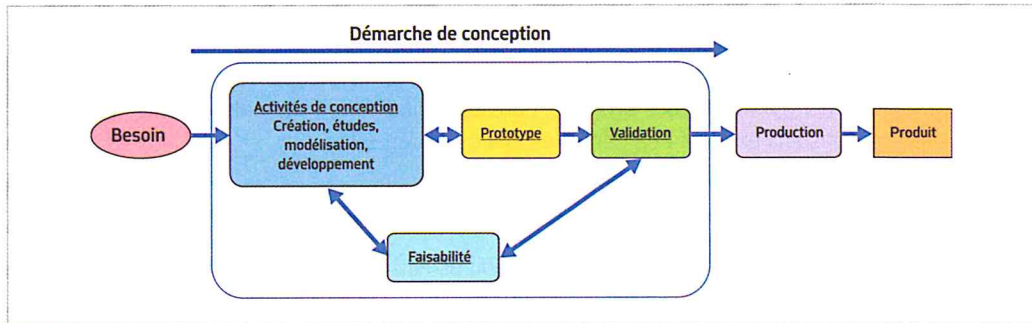 Démarche de conception
Besoin
Activités de conception
Création, études,
modélisation,
développement
Prototype
Validation
Production
Produit
Faisabilité